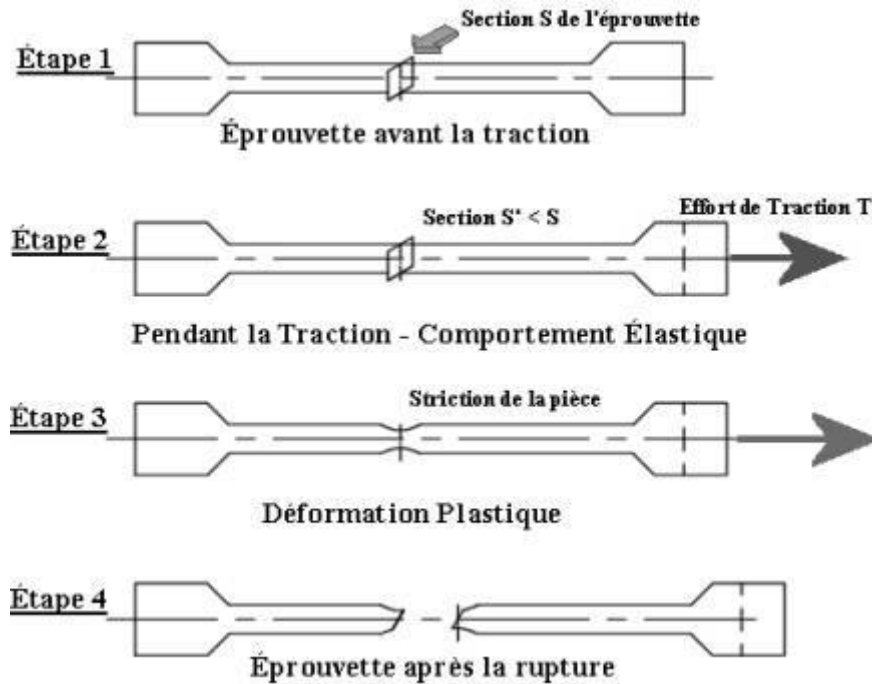 Section S de l'éprouvette
Étape 1
Éprouvette avant la traction
Section S' < S
Effort de Traction T
Étape 2
Pendant la Traction - Comportement Élastique
Striction de la pièce
Étape 3
Déformation Plastique
Étape 4
Éprouvette après la rupture